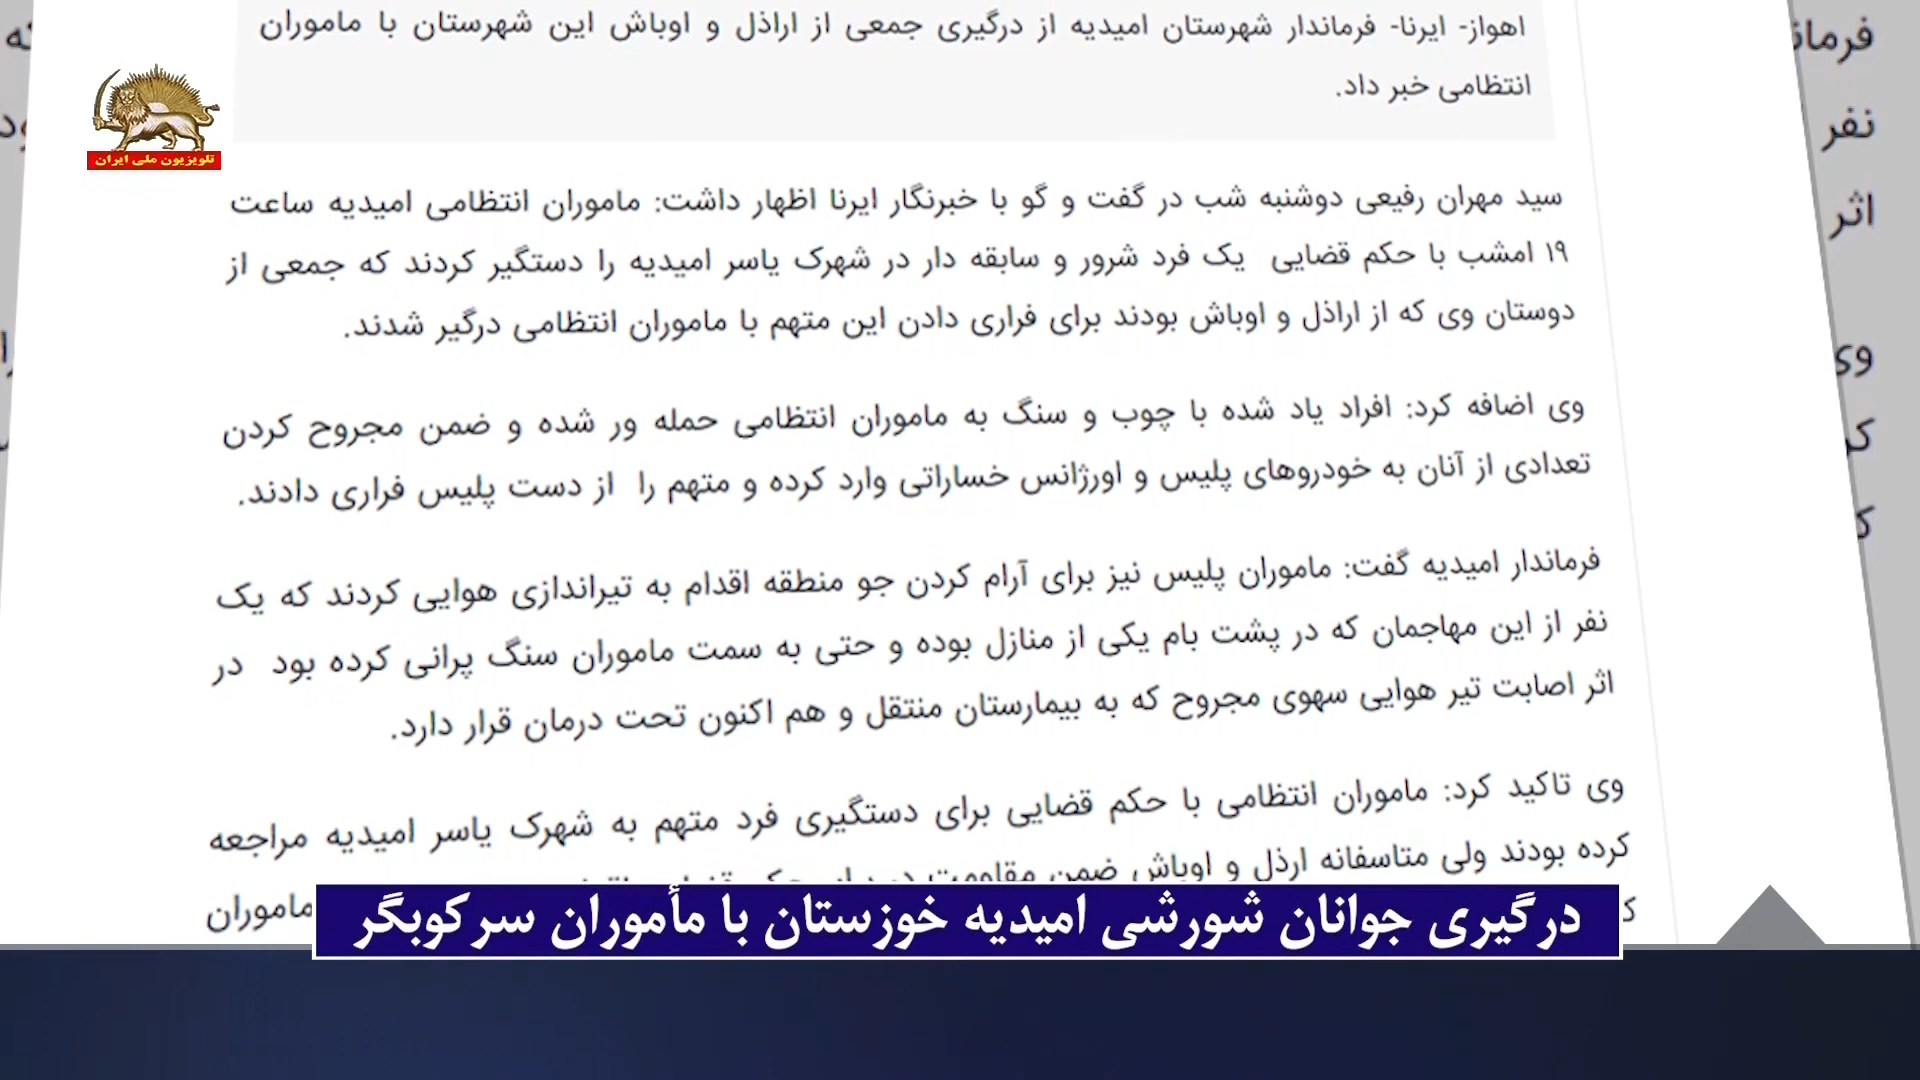 اهواز- ایرنا- فرماندار شهرستان امیدیه از درگیری جمعی از اراذل و اوباش این شهرستان با ماموران
انتظامی خبر داد.
تلویزیون ملی ایران
سید مهران رفیعی دوشنبه شب در گفت و گو با خبرنگار ایرنا اظهار داشت: ماموران انتظامی امیدیه ساعت
۱۹ امشب با حکم قضایی یک فرد شرور و سابقه دار در شهرک یاسر امیدیه را دستگیر کردند که جمعی از
دوستان وی که از اراذل و اوباش بودند برای فراری دادن این متهم با ماموران انتظامی درگیر شدند.
وی اضافه کرد: افراد یاد شده با چوب و سنگ به ماموران انتظامی حمله ور شده و ضمن مجروح کردن
تعدادی از آنان به خودروهای پلیس و اورژانس خساراتی وارد کرده و متهم را از دست پلیس فراری دادند.
فرماندار امیدیه گفت: ماموران پلیس نیز برای آرام کردن جو منطقه اقدام به تیراندازی هوایی کردند که یک
نفر از این مهاجمان که در پشت بام یکی از منازل بوده و حتی به سمت ماموران سنگ پرانی کرده بود در
اثر اصابت تیر هوایی سهوی مجروح که به بیمارستان منتقل و هم اکنون تحت درمان قرار دارد.
وی تاکید کرد: ماموران انتظامی با حکم قضایی برای دستگیری فرد متهم به شهرک یاسر امیدیه مراجعه
کرده بودند ولی متاسفانه ارذل و اوباش ضمن مقاومت
ماموران
درگیری جوانان شورشی امیدیه خوزستان با مأموران سرکوبگر
نفر
اثر
وی